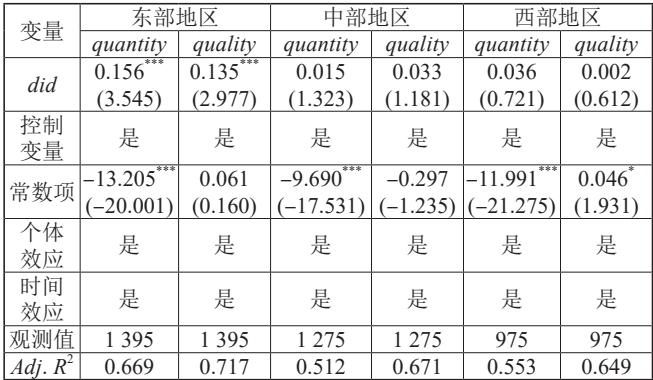 变量 东部地区 中部地区 西部地区
quantity quality quantity quality quantity quality
did 0.156*** 0.135*** 0.015 0.033 0.036 0.002
(3.545) (2.977) (1.323) (1.181) (0.721) (0.612)
控制变量 是 是 是 是 是 是
常数项 −13.205*** 0.061 −9.690*** −0.297 −11.991*** 0.046*
(−20.001) (0.160) (−17.531) (−1.235) (−21.275) (1.931)
个体效应 是 是 是 是 是 是
时间效应 是 是 是 是 是 是
观测值 1 395 1 395 1 275 1 275 975 975
Adj. R² 0.669 0.717 0.512 0.671 0.553 0.649